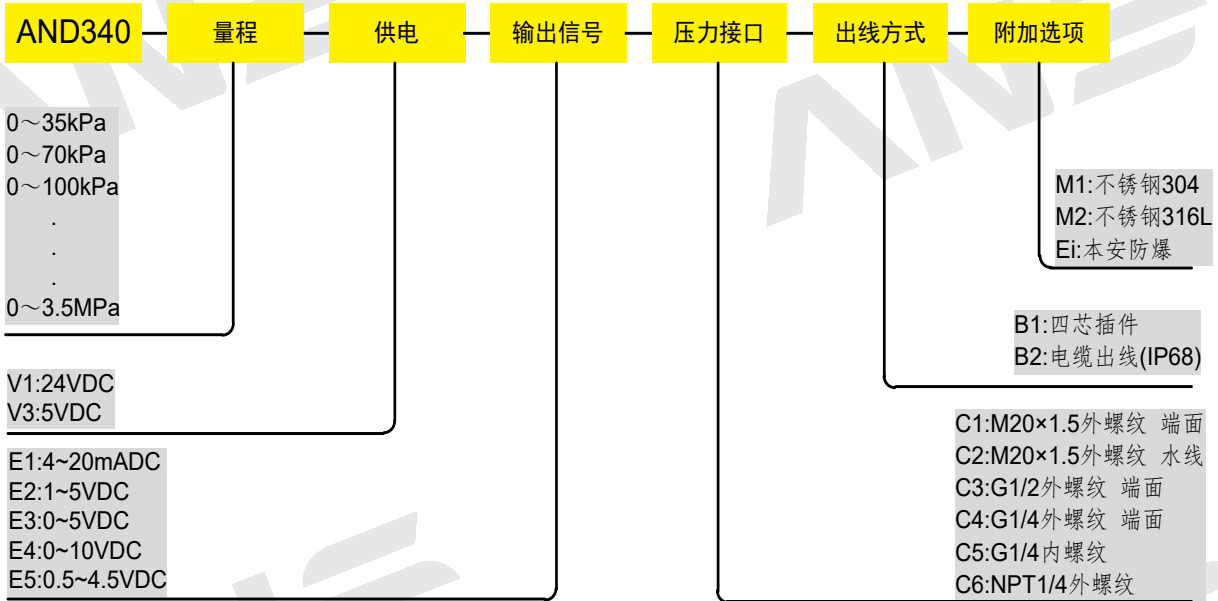 AND340 量程 供电 输出信号 压力接口 出线方式 附加选项
0～35kPa
0～70kPa
0～100kPa
.
.
.
0～3.5MPa
V1:24VDC
V3:5VDC
E1:4~20mADC
E2:1~5VDC
E3:0~5VDC
E4:0~10VDC
E5:0.5~4.5VDC
M1:不锈钢304
M2:不锈钢316L
Ei:本安防爆
B1:四芯插件
B2:电缆出线(IP68)
C1:M20×1.5外螺纹 端面
C2:M20×1.5外螺纹 水线
C3:G1/2外螺纹 端面
C4:G1/4外螺纹 端面
C5:G1/4内螺纹
C6:NPT1/4外螺纹